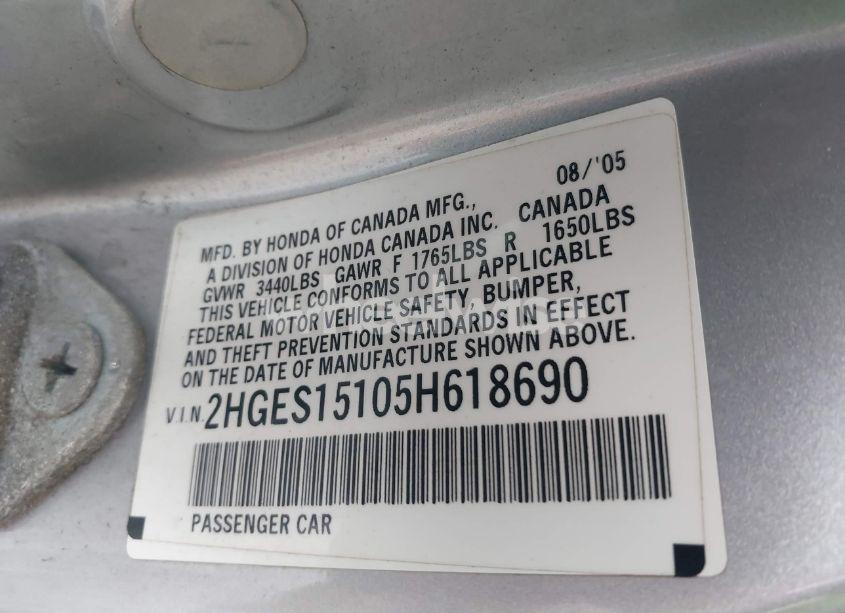 08/'05
MFD. BY HONDA OF CANADA MFG.,
A DIVISION OF HONDA CANADA INC. CANADA
GVWR 3440LBS GAWR F 1765LBS R 1650LBS
THIS VEHICLE CONFORMS TO ALL APPLICABLE
FEDERAL MOTOR VEHICLE SAFETY, BUMPER,
AND THEFT PREVENTION STANDARDS IN EFFECT
ON THE DATE OF MANUFACTURE SHOWN ABOVE.
V.I.N. 2HGES15105H618690
PASSENGER CAR